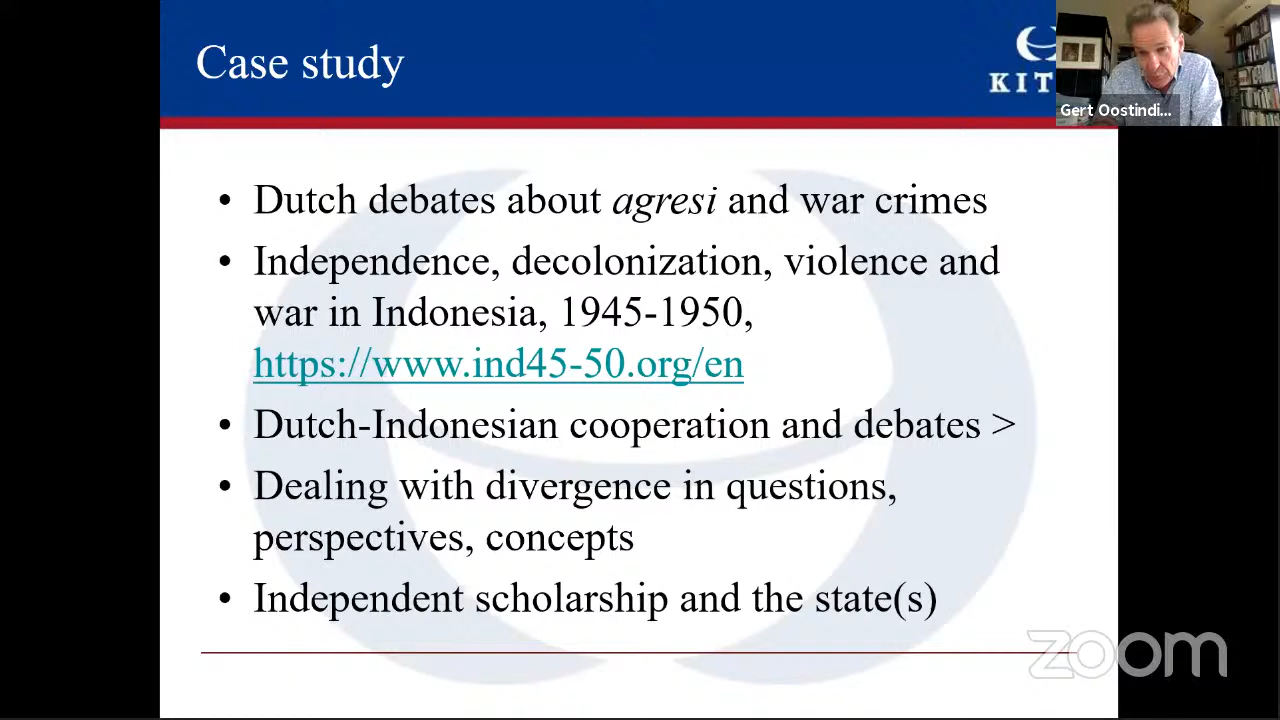 Case study
KIT
Gert Oostindi...
• Dutch debates about agresi and war crimes
• Independence, decolonization, violence and
war in Indonesia, 1945-1950,
https://www.ind45-50.org/en
• Dutch-Indonesian cooperation and debates >
• Dealing with divergence in questions,
perspectives, concepts
• Independent scholarship and the state(s)
zoom